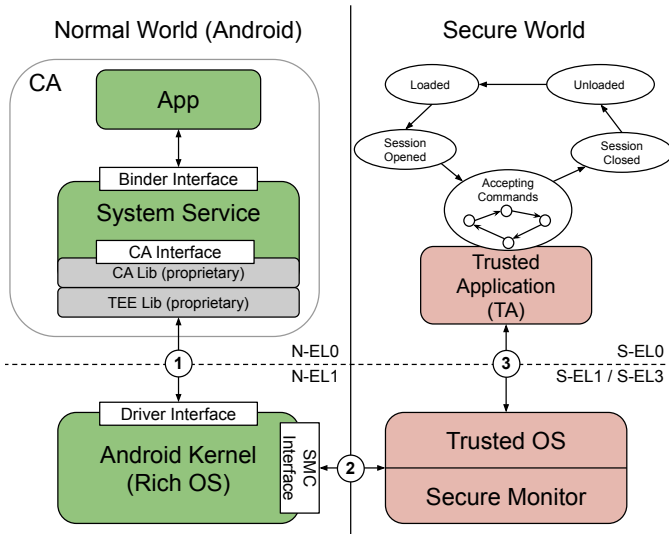 Normal World (Android)
Secure World
CA
App
Binder Interface
System Service
CA Interface
CA Lib (proprietary)
TEE Lib (proprietary)
Loaded
Unloaded
Session
Opened
Session
Closed
Accepting
Commands
Trusted
Application
(TA)
1
N-EL0
N-EL1
3
S-EL0
S-EL1 / S-EL3
Driver Interface
Android Kernel
(Rich OS)
SMC
Interface
2
Trusted OS
Secure Monitor